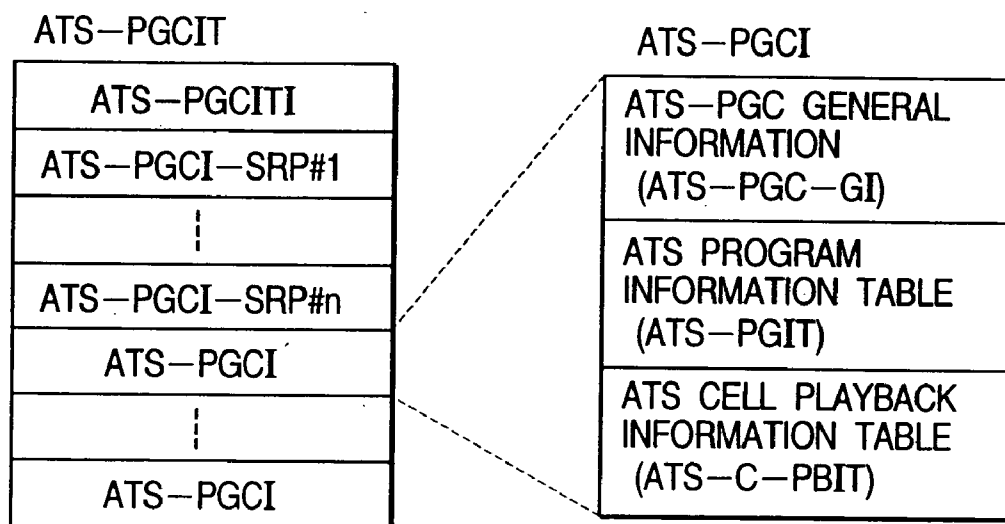 ATS-PGCIT
ATS-PGCITI
ATS-PGCI-SRP#1
ATS-PGCI-SRP#n
ATS-PGCI
ATS-PGCI
ATS-PGCI
ATS-PGC GENERAL
INFORMATION
(ATS-PGC-GI)
ATS PROGRAM
INFORMATION TABLE
(ATS-PGIT)
ATS CELL PLAYBACK
INFORMATION TABLE
(ATS-C-PBIT)